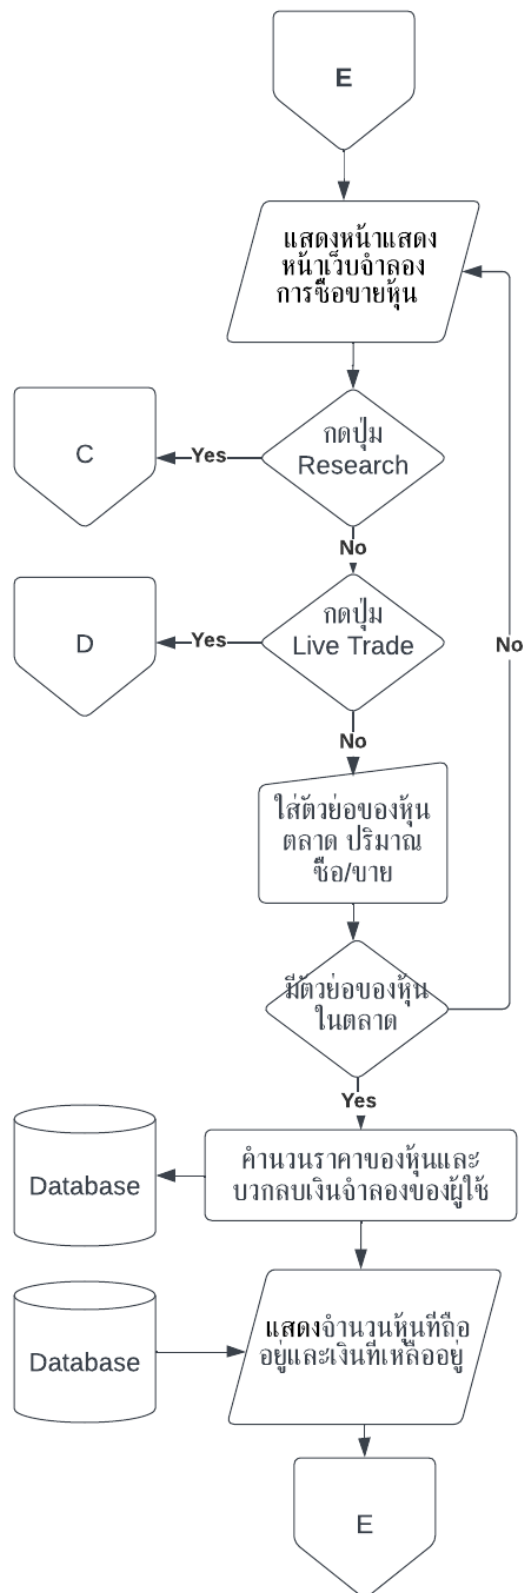 E
แสดงหน้าแสดง
หน้าเว็บจำลอง
การซื้อขายหุ้น
กดปุ่ม
Research
Yes
C
No
กดปุ่ม
Live Trade
Yes
D
No
No
ใส่ตัวย่อของหุ้น
ตลาด ปริมาณ
ซื้อ/ขาย
มีตัวย่อของหุ้น
ในตลาด
Yes
คำนวนราคาของหุ้นและ
บวกลบเงินจำลองของผู้ใช้
Database
Database
แสดงจำนวนหุ้นที่ถือ
อยู่และเงินที่เหลืออยู่
E